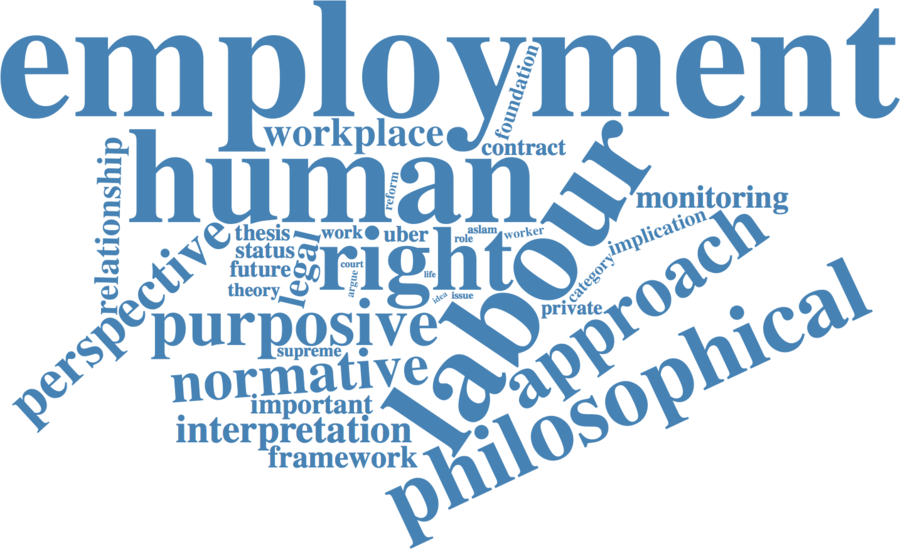 employment
foundation
workplace
contract
relationship
human
reform
labour
monitoring
perspective
thesis
work
uber
role
aslam
worker
implication
status
legal
right
category
approach
future
court
argue
life
theory
idea
issue
private
purposive
philosophical
supreme
normative
important
interpretation
framework